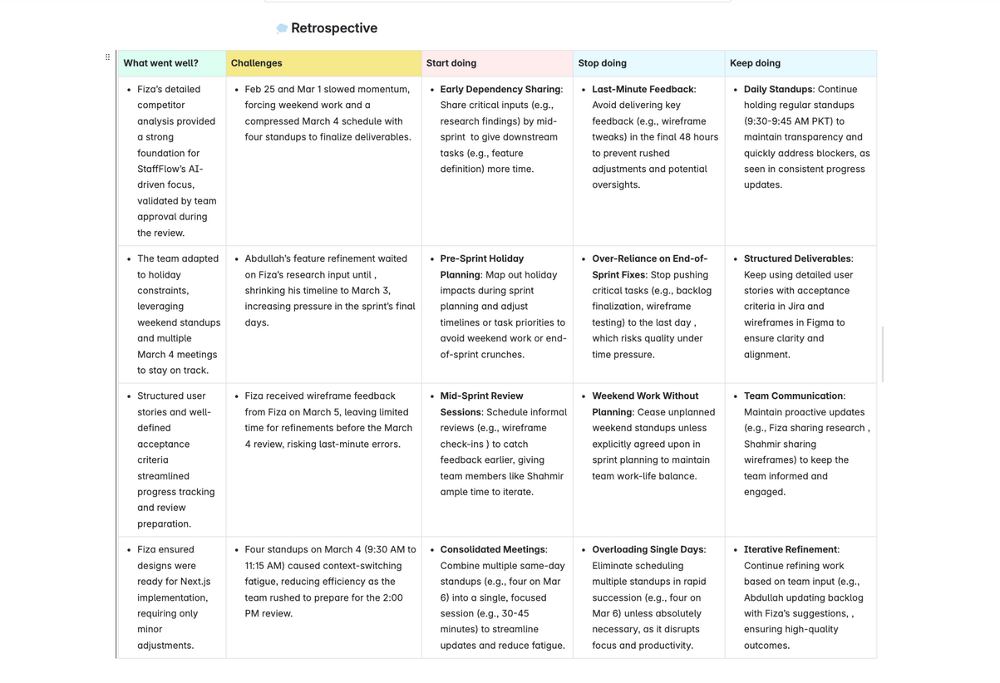 Retrospective
What went well?
Challenges
Start doing
Stop doing
Keep doing
• Fiza's detailed
competitor
analysis provided
a strong
foundation for
StaffFlow's AI-
driven focus,
validated by team
approval during
the review.
• Feb 25 and Mar 1 slowed momentum,
forcing weekend work and a
compressed March 4 schedule with
four standups to finalize deliverables.
• Early Dependency Sharing:
Share critical inputs (e.g.,
research findings) by mid-
sprint to give downstream
tasks (e.g., feature
definition) more time.
• Last-Minute Feedback:
Avoid delivering key
feedback (e.g., wireframe
tweaks) in the final 48 hours
to prevent rushed
adjustments and potential
oversights.
• Daily Standups: Continue
holding regular standups
(9:30-9:45 AM PKT) to
maintain transparency and
quickly address blockers, as
seen in consistent progress
updates.
• The team adapted
to holiday
constraints,
leveraging
weekend standups
and multiple
March 4 meetings
to stay on track.
• Abdullah's feature refinement waited
on Fiza's research input until ,
shrinking his timeline to March 3,
increasing pressure in the sprint's final
days.
• Pre-Sprint Holiday
Planning: Map out holiday
impacts during sprint
planning and adjust
timelines or task priorities to
avoid weekend work or end-
of-sprint crunches.
• Over-Reliance on End-of-
Sprint Fixes: Stop pushing
critical tasks (e.g., backlog
finalization, wireframe
testing) to the last day ,
which risks quality under
time pressure.
• Structured Deliverables:
Keep using detailed user
stories with acceptance
criteria in Jira and
wireframes in Figma to
ensure clarity and
alignment.
• Structured user
stories and well-
defined
acceptance
criteria
streamlined
progress tracking
and review
preparation.
• Fiza received wireframe feedback
from Fiza on March 5, leaving limited
time for refinements before the March
4 review, risking last-minute errors.
• Mid-Sprint Review
Sessions: Schedule informal
reviews (e.g., wireframe
check-ins ) to catch
feedback earlier, giving
team members like Shahmir
ample time to iterate.
• Weekend Work Without
Planning: Cease unplanned
weekend standups unless
explicitly agreed upon in
sprint planning to maintain
team work-life balance.
• Team Communication:
Maintain proactive updates
(e.g., Fiza sharing research ,
Shahmir sharing
wireframes) to keep the
team informed and
engaged.
• Fiza ensured
designs were
ready for Next.js
implementation,
requiring only
minor
adjustments.
• Four standups on March 4 (9:30 AM to
11:15 AM) caused context-switching
fatigue, reducing efficiency as the
team rushed to prepare for the 2:00
PM review.
• Consolidated Meetings:
Combine multiple same-day
standups (e.g., four on Mar
6) into a single, focused
session (e.g., 30-45
minutes) to streamline
updates and reduce fatigue.
• Overloading Single Days:
Eliminate scheduling
multiple standups in rapid
succession (e.g., four on
Mar 6) unless absolutely
necessary, as it disrupts
focus and productivity.
• Iterative Refinement:
Continue refining work
based on team input (e.g.,
Abdullah updating backlog
with Fiza's suggestions, ,
ensuring high-quality
outcomes.